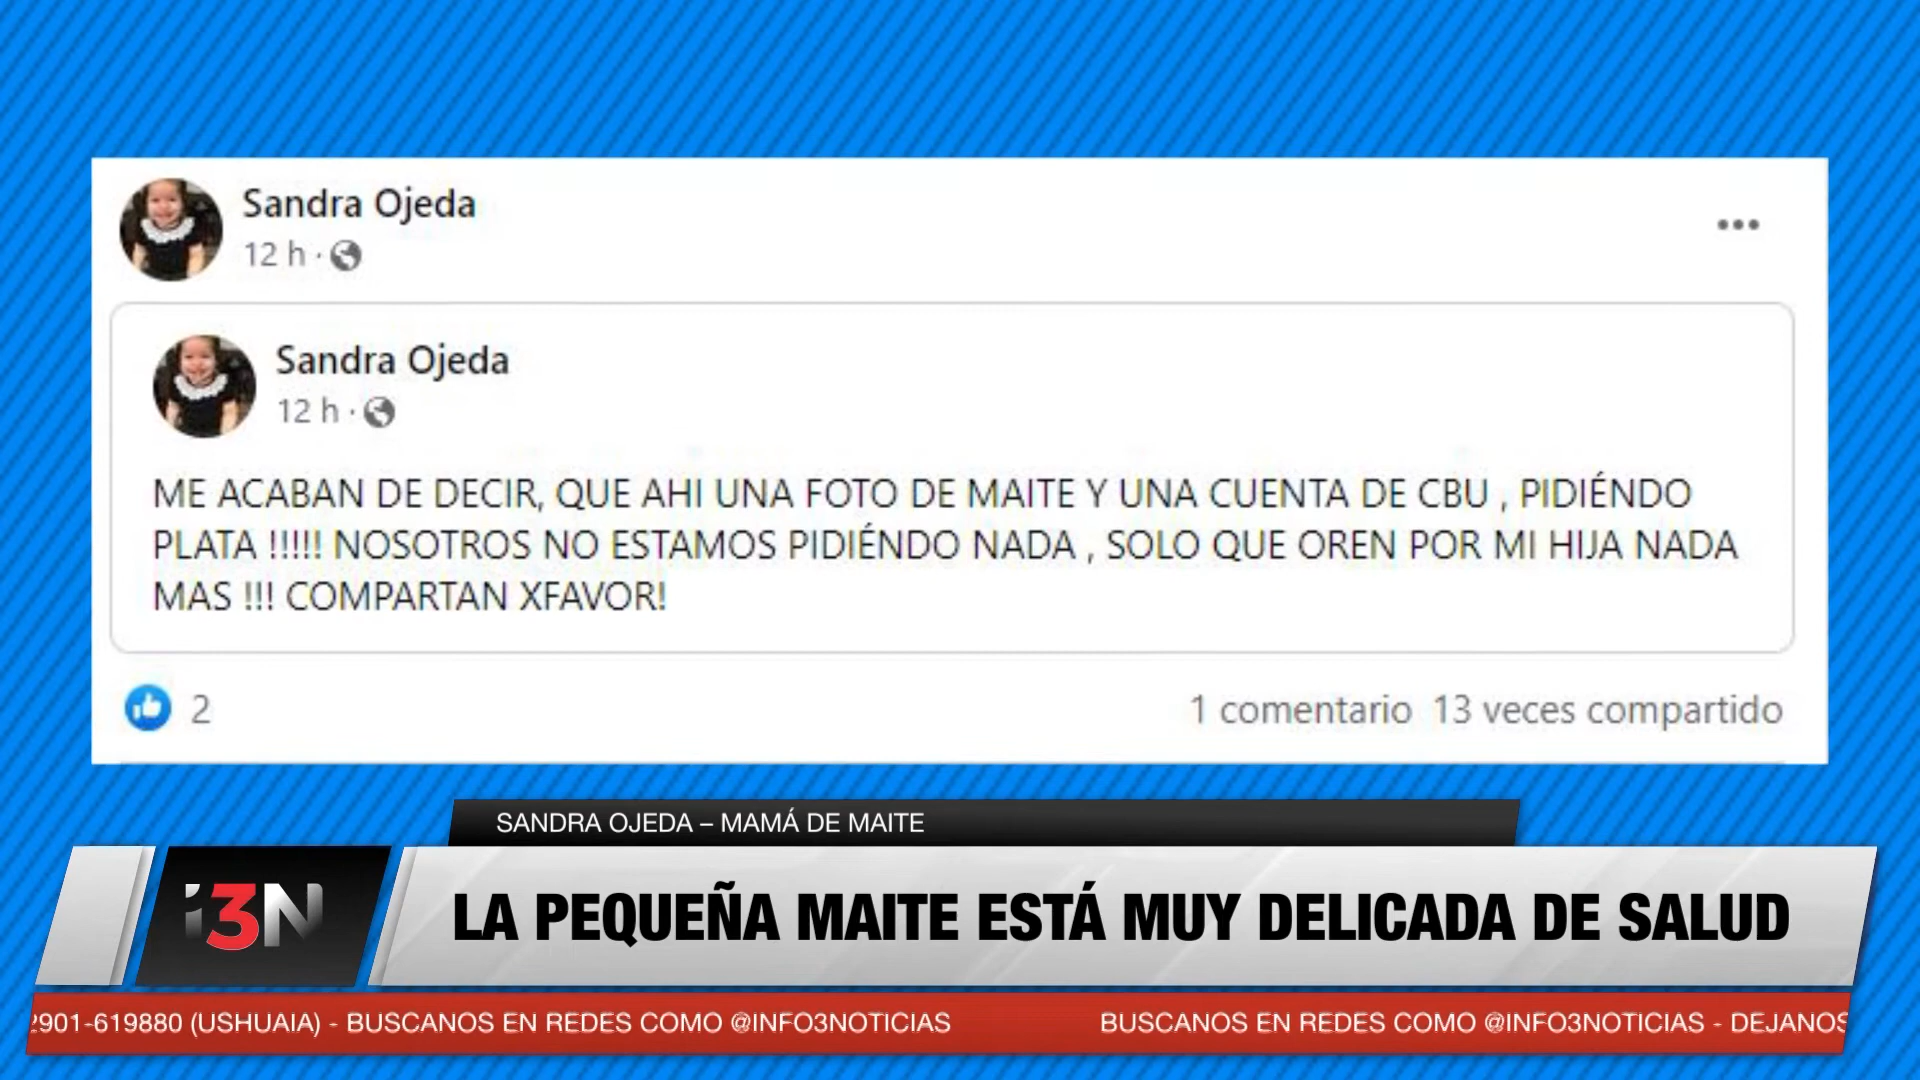 Sandra Ojeda
12 h ·
Sandra Ojeda
12 h ·
ME ACABAN DE DECIR, QUE AHI UNA FOTO DE MAITE Y UNA CUENTA DE CBU , PIDIÉNDO
PLATA !!!!! NOSOTROS NO ESTAMOS PIDIÉNDO NADA , SOLO QUE OREN POR MI HIJA NADA
MAS !!! COMPARTAN XFAVOR!
2
1 comentario 13 veces compartido
SANDRA OJEDA – MAMÁ DE MAITE
i3N
LA PEQUEÑA MAITE ESTÁ MUY DELICADA DE SALUD
2901-619880 (USHUAIA) - BUSCANOS EN REDES COMO @INFO3NOTICIAS BUSCANOS EN REDES COMO @INFO3NOTICIAS - DEJANOS